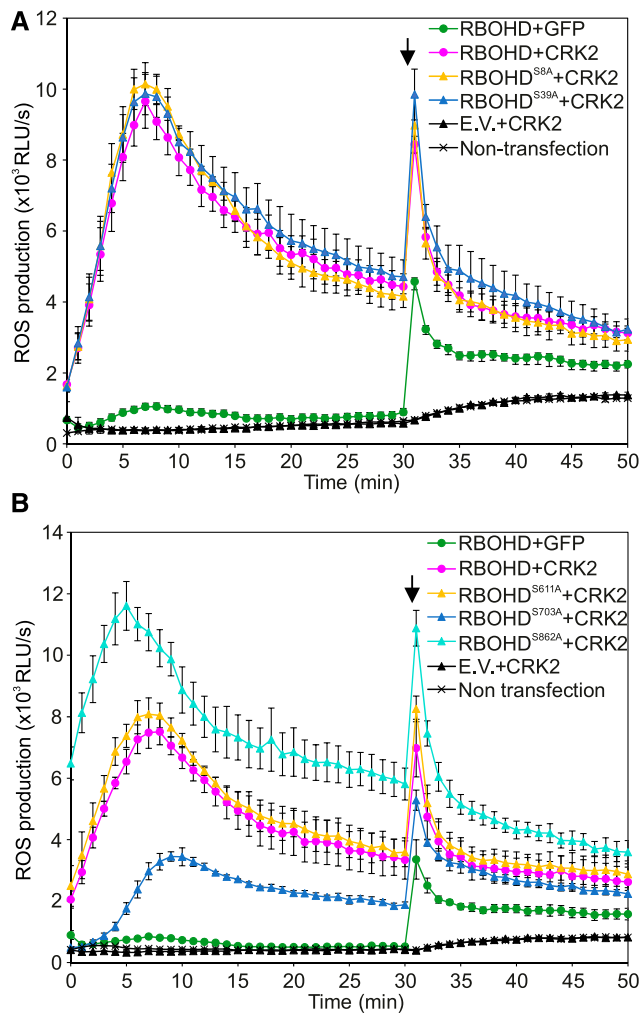 A
ROS production (x10³ RLU/s)
12
10
8
6
4
2
0
0 5 10 15 20 25 30 35 40 45 50
Time (min)
RBOHD+GFP
RBOHD+CRK2
RBOHD^S8A+CRK2
RBOHD^S39A+CRK2
E.V.+CRK2
Non-transfection
B
ROS production (x10³ RLU/s)
14
12
10
8
6
4
2
0
0 5 10 15 20 25 30 35 40 45 50
Time (min)
RBOHD+GFP
RBOHD+CRK2
RBOHD^S611A+CRK2
RBOHD^S703A+CRK2
RBOHD^S862A+CRK2
E.V.+CRK2
Non transfection